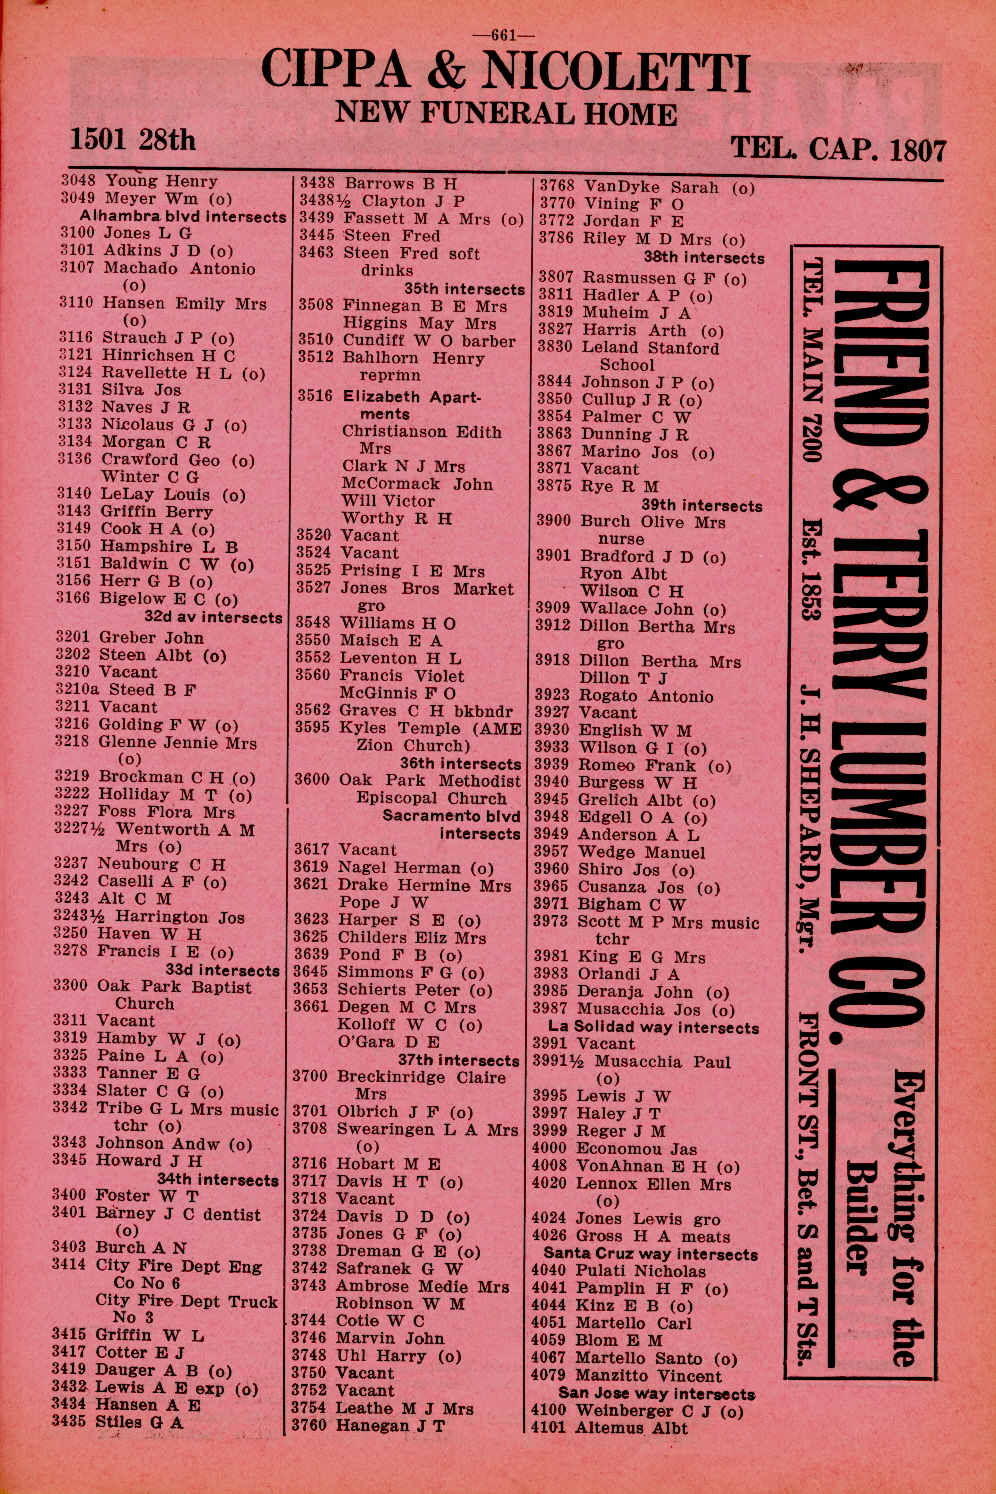 —661—
CIPPA & NICOLETTI
NEW FUNERAL HOME
1501 28th
TEL. CAP. 1807
3048 Young Henry
3049 Meyer Wm (o)
Alhambra blvd intersects
3100 Jones L G
3101 Adkins J D (o)
3107 Machado Antonio
(o)
3110 Hansen Emily Mrs
(o)
3116 Strauch J P (o)
3121 Hinrichsen H C
3124 Ravellette H L (o)
3131 Silva Jos
3132 Naves J R
3133 Nicolaus G J (o)
3134 Morgan C R
3136 Crawford Geo (o)
Winter C G
3140 LeLay Louis (o)
3143 Griffin Berry
3149 Cook H A (o)
3150 Hampshire L B
3151 Baldwin C W (o)
3156 Herr G B (o)
3166 Bigelow E C (o)
32d av intersects
3201 Greber John
3202 Steen Albt (o)
3210 Vacant
3210a Steed B F
3211 Vacant
3216 Golding F W (o)
3218 Glenne Jennie Mrs
(o)
3219 Brockman C H (o)
3222 Holliday M T (o)
3227 Foss Flora Mrs
3227½ Wentworth A M
Mrs (o)
3237 Neubourg C H
3242 Caselli A F (o)
3243 Alt C M
3243½ Harrington Jos
3250 Haven W H
3278 Francis I E (o)
33d intersects
3300 Oak Park Baptist
Church
3311 Vacant
3319 Hamby W J (o)
3325 Paine L A (o)
3333 Tanner E G
3334 Slater C G (o)
3342 Tribe G L Mrs music
tchr (o)
3343 Johnson Andw (o)
3345 Howard J H
34th intersects
3400 Foster W T
3401 Barney J C dentist
(o)
3403 Burch A N
3414 City Fire Dept Eng
Co No 6
City Fire Dept Truck
No 3
3415 Griffin W L
3417 Cotter E J
3419 Dauger A B (o)
3432 Lewis A E exp (o)
3434 Hansen A E
3435 Stiles G A
3438 Barrows B H
3438½ Clayton J P
3439 Fassett M A Mrs (o)
3445 Steen Fred
3463 Steen Fred soft
drinks
35th intersects
3508 Finnegan B E Mrs
Higgins May Mrs
3510 Cundiff W O barber
3512 Bahlhorn Henry
reprmn
3516 Elizabeth Apart-
ments
Christianson Edith
Mrs
Clark N J Mrs
McCormack John
Will Victor
Worthy R H
3520 Vacant
3524 Vacant
3525 Prising I E Mrs
3527 Jones Bros Market
gro
3548 Williams H O
3550 Maisch E A
3552 Leventon H L
3560 Francis Violet
McGinnis F O
3562 Graves C H bkbndr
3595 Kyles Temple (AME
Zion Church)
36th intersects
3600 Oak Park Methodist
Episcopal Church
Sacramento blvd
intersects
3617 Vacant
3619 Nagel Herman (o)
3621 Drake Hermine Mrs
Pope J W
3623 Harper S E (o)
3625 Childers Eliz Mrs
3639 Pond F B (o)
3645 Simmons F G (o)
3653 Schierts Peter (o)
3661 Degen M C Mrs
Kolloff W C (o)
O'Gara D E
37th intersects
3700 Breckinridge Claire
Mrs
3701 Olbrich J F (o)
3708 Swearingen L A Mrs
(o)
3716 Hobart M E
3717 Davis H T (o)
3718 Vacant
3724 Davis D D (o)
3735 Jones G F (o)
3738 Dreman G E (o)
3742 Safranek G W
3743 Ambrose Medie Mrs
Robinson W M
3744 Cotie W C
3746 Marvin John
3748 Uhl Harry (o)
3750 Vacant
3752 Vacant
3754 Leathe M J Mrs
3760 Hanegan J T
3768 VanDyke Sarah (o)
3770 Vining F O
3772 Jordan F E
3786 Riley M D Mrs (o)
38th intersects
3807 Rasmussen G F (o)
3811 Hadler A P (o)
3819 Muheim J A
3827 Harris Arth (o)
3830 Leland Stanford
School
3844 Johnson J P (o)
3850 Cullup J R (o)
3854 Palmer C W
3863 Dunning J R
3867 Marino Jos (o)
3871 Vacant
3875 Rye R M
39th intersects
3900 Burch Olive Mrs
nurse
3901 Bradford J D (o)
Ryon Albt
Wilson C H
3909 Wallace John (o)
3912 Dillon Bertha Mrs
gro
3918 Dillon Bertha Mrs
Dillon T J
3923 Rogato Antonio
3927 Vacant
3930 English W M
3933 Wilson G I (o)
3939 Romeo Frank (o)
3940 Burgess W H
3945 Grelich Albt (o)
3948 Edgell O A (o)
3949 Anderson A L
3957 Wedge Manuel
3960 Shiro Jos (o)
3965 Cusanza Jos (o)
3971 Bigham C W
3973 Scott M P Mrs music
tchr
3981 King E G Mrs
3983 Orlandi J A
3985 Deranja John (o)
3987 Musacchia Jos (o)
La Solidad way intersects
3991 Vacant
3991½ Musacchia Paul
(o)
3995 Lewis J W
3997 Haley J T
3999 Reger J M
4000 Economou Jas
4008 VonAhnan E H (o)
4020 Lennox Ellen Mrs
(o)
4024 Jones Lewis gro
4026 Gross H A meats
Santa Cruz way intersects
4040 Pulati Nicholas
4041 Pamplin H F (o)
4044 Kinz E B (o)
4051 Martello Carl
4059 Blom E M
4067 Martello Santo (o)
4079 Manzitto Vincent
San Jose way intersects
4100 Weinberger C J (o)
4101 Altemus Albt
FRIEND & TERRY LUMBER CO.
Everything for the
Builder
TEL. MAIN 7200 Est. 1853 J. H. SHEPARD, Mgr. FRONT ST., Bet. S and T Sts.